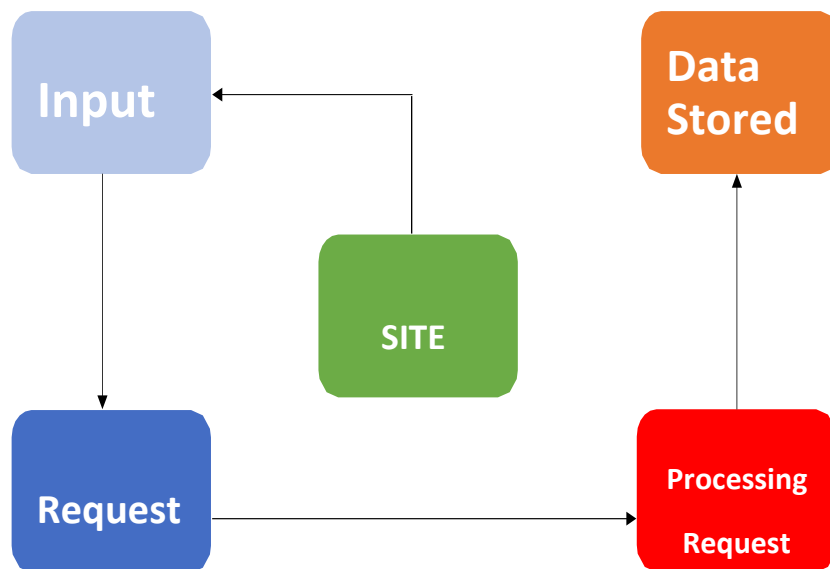 Input
Data
Stored
SITE
Request
Processing
Request